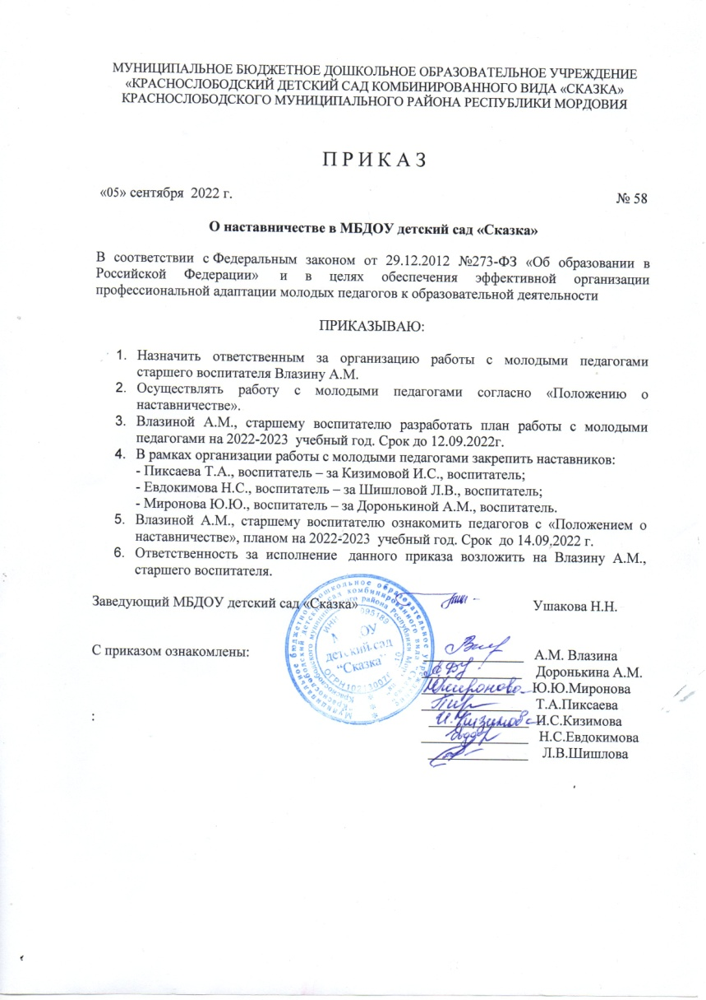 МУНИЦИПАЛЬНОЕ БЮДЖЕТНОЕ ДОШКОЛЬНОЕ ОБРАЗОВАТЕЛЬНОЕ УЧРЕЖДЕНИЕ
«КРАСНОСЛОБОДСКИЙ ДЕТСКИЙ САД КОМБИНИРОВАННОГО ВИДА «СКАЗКА»
КРАСНОСЛОБОДСКОГО МУНИЦИПАЛЬНОГО РАЙОНА РЕСПУБЛИКИ МОРДОВИЯ
П Р И К А З
«05» сентября 2022 г.
№ 58
О наставничестве в МБДОУ детский сад «Сказка»
В соответствии с Федеральным законом от 29.12.2012 №273-ФЗ «Об образовании в
Российской Федерации» и в целях обеспечения эффективной организации
профессиональной адаптации молодых педагогов к образовательной деятельности
ПРИКАЗЫВАЮ:
1. Назначить ответственным за организацию работы с молодыми педагогами
старшего воспитателя Влазину А.М.
2. Осуществлять работу с молодыми педагогами согласно «Положению о
наставничестве».
3. Влазиной А.М., старшему воспитателю разработать план работы с молодыми
педагогами на 2022-2023 учебный год. Срок до 12.09.2022г.
4. В рамках организации работы с молодыми педагогами закрепить наставников:
- Пиксаева Т.А., воспитатель – за Кизимовой И.С., воспитатель;
- Евдокимова Н.С., воспитатель – за Шишловой Л.В., воспитатель;
- Миронова Ю.Ю., воспитатель – за Доронькиной А.М., воспитатель.
5. Влазиной А.М., старшему воспитателю ознакомить педагогов с «Положением о
наставничестве», планом на 2022-2023 учебный год. Срок до 14.09.2022 г.
6. Ответственность за исполнение данного приказа возложить на Влазину А.М.,
старшего воспитателя.
Заведующий МБДОУ детский сад «Сказка»
Ушакова Н.Н.
детский сад
"Сказка"
С приказом ознакомлены:
А.М. Влазина
Доронькина А.М.
Ю.Ю.Миронова
Т.А.Пиксаева
:
И.С.Кизимова
Н.С.Евдокимова
Л.В.Шишлова